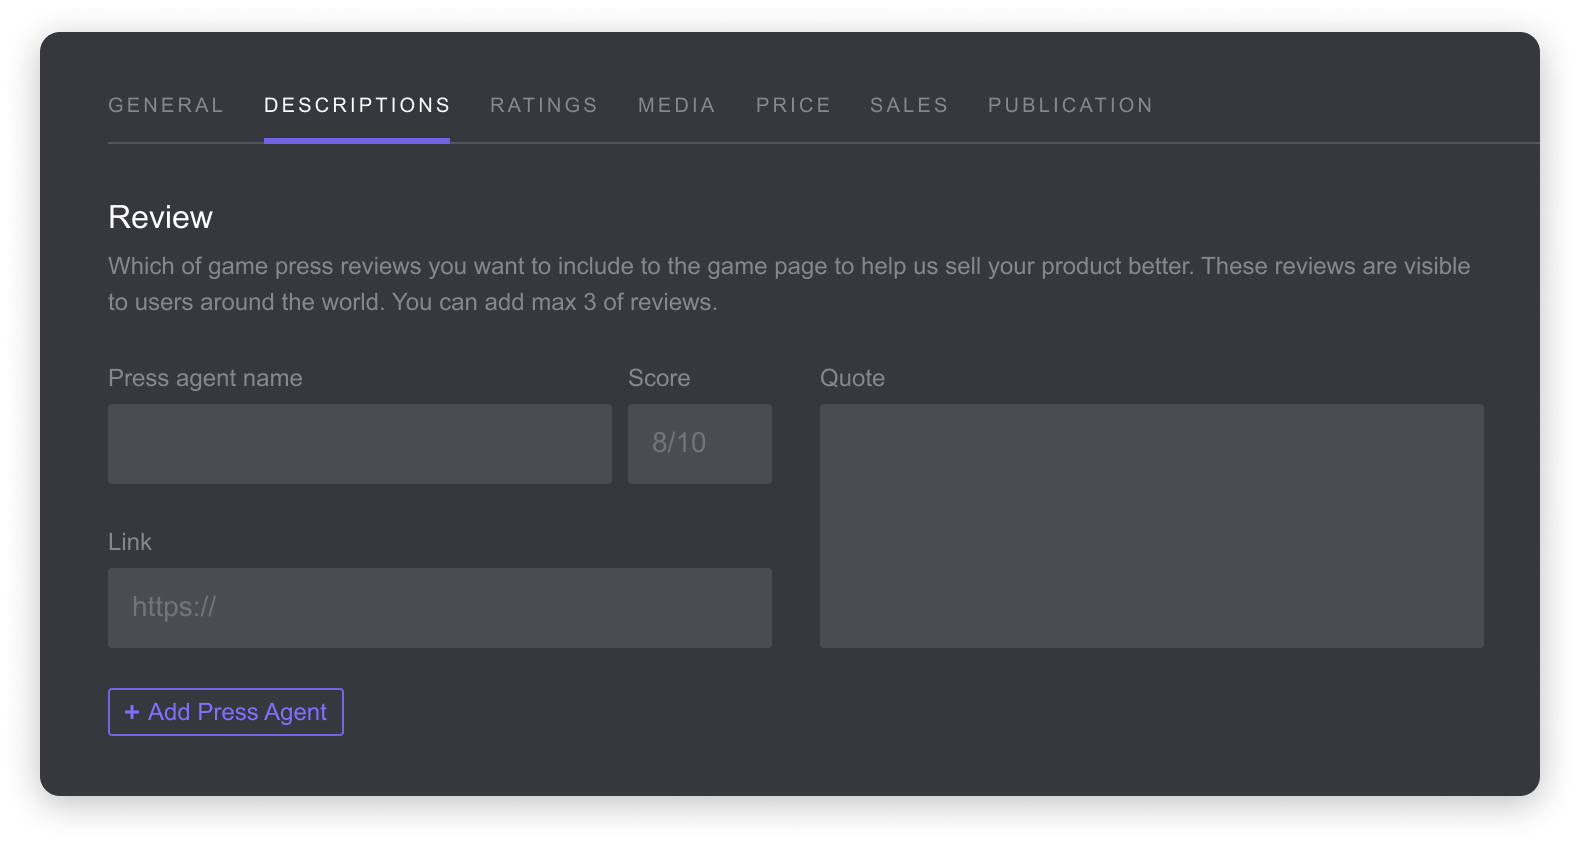 GENERAL DESCRIPTIONS RATINGS MEDIA PRICE SALES PUBLICATION
Review
Which of game press reviews you want to include to the game page to help us sell your product better. These reviews are visible
to users around the world. You can add max 3 of reviews.
Press agent name Score Quote
8/10
Link
https://
+ Add Press Agent